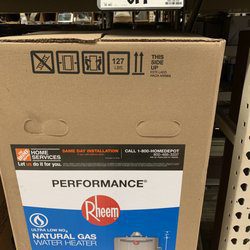 127
LBS.
THIS
SIDE
UP
HOME
SERVICES
SAME DAY INSTALLATION
CALL 1-800-HOMEDEPOT
Let us do it for you.
PERFORMANCE®
Rheem
ULTRA LOW NOx
NATURAL GAS
WATER HEATER